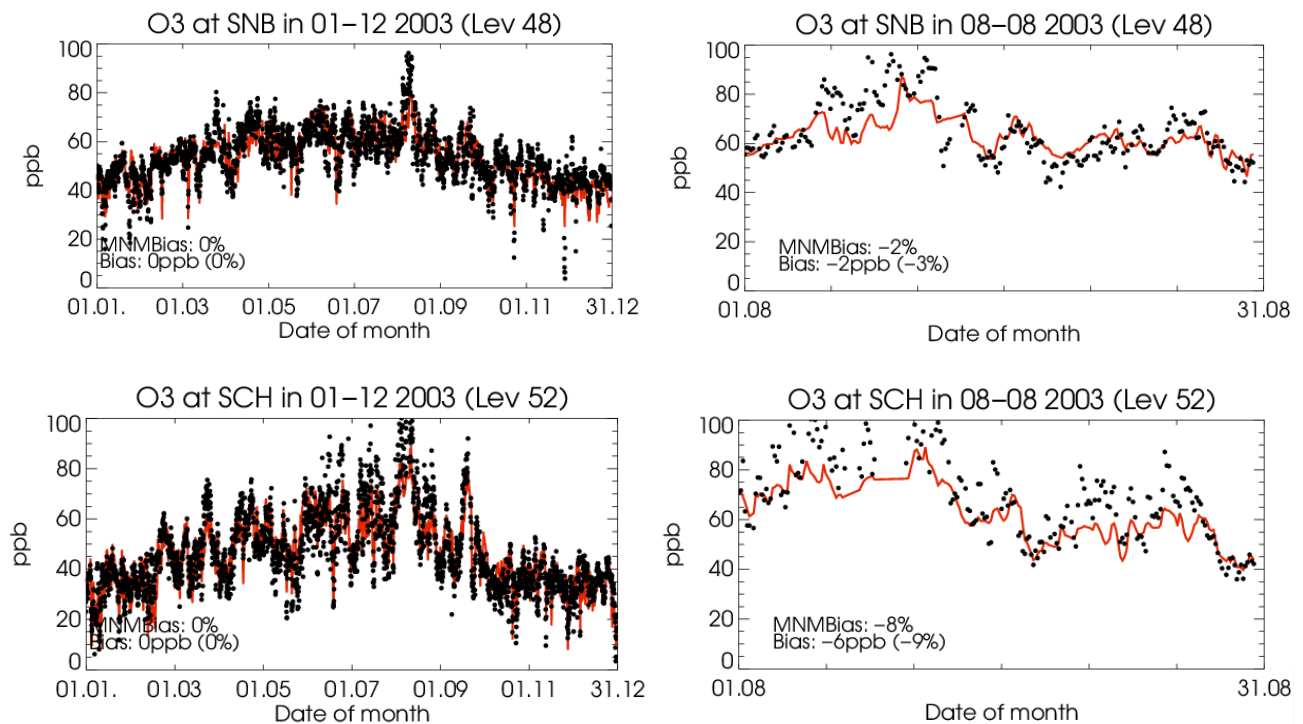 O3 at SNB in 01–12 2003 (Lev 48)
100
80
60
40
20
0
ppb
MNMBias: 0%
Bias: 0ppb (0%)
01.01. 01.03 01.05 01.07 01.09 01.11 31.12
Date of month
O3 at SNB in 08–08 2003 (Lev 48)
100
80
60
40
20
0
ppb
MNMBias: –2%
Bias: –2ppb (–3%)
01.08 31.08
Date of month
O3 at SCH in 01–12 2003 (Lev 52)
100
80
60
40
20
0
ppb
MNMBias: 0%
Bias: 0ppb (0%)
01.01. 01.03 01.05 01.07 01.09 01.11 31.12
Date of month
O3 at SCH in 08–08 2003 (Lev 52)
100
80
60
40
20
0
ppb
MNMBias: –8%
Bias: –6ppb (–9%)
01.08 31.08
Date of month